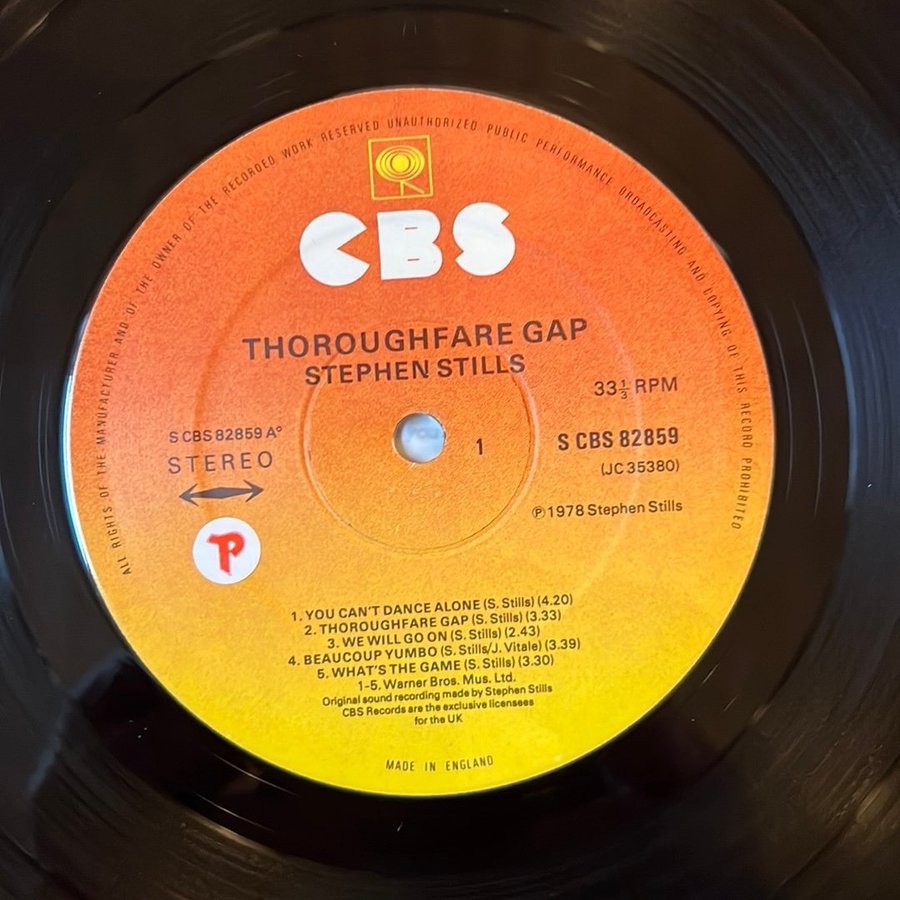 ALL RIGHTS OF THE MANUFACTURER AND OF THE OWNER OF THE RECORDED WORK RESERVED UNAUTHORIZED PUBLIC PERFORMANCE BROADCASTING AND COPYING OF THIS RECORD PROHIBITED
CBS
THOROUGHFARE GAP
STEPHEN STILLS
33⅓ RPM
S CBS 82859 A°
STEREO
1
S CBS 82859
(JC 35380)
℗ 1978 Stephen Stills
P
1. YOU CAN'T DANCE ALONE (S. Stills) (4.20)
2. THOROUGHFARE GAP (S. Stills) (3.33)
3. WE WILL GO ON (S. Stills) (2.43)
4. BEAUCOUP YUMBO (S. Stills/J. Vitale) (3.39)
5. WHAT'S THE GAME (S. Stills) (3.30)
1-5. Warner Bros. Mus. Ltd.
Original sound recording made by Stephen Stills
CBS Records are the exclusive licensees
for the UK
MADE IN ENGLAND